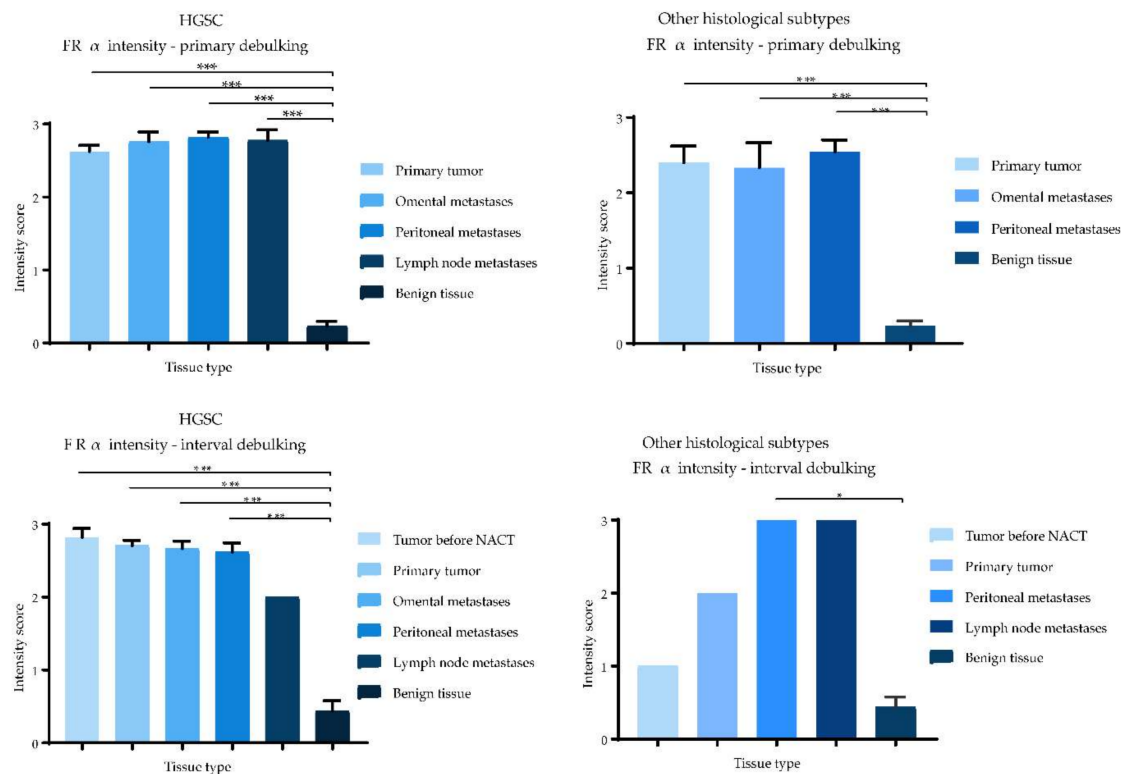 HGSC
FR α intensity - primary debulking
***
***
***
***
3
2
1
0
Intensity score
Tissue type
Primary tumor
Omental metastases
Peritoneal metastases
Lymph node metastases
Benign tissue
Other histological subtypes
FR α intensity - primary debulking
***
***
***
3
2
1
0
Intensity score
Tissue type
Primary tumor
Omental metastases
Peritoneal metastases
Benign tissue
HGSC
FR α intensity - interval debulking
***
***
***
***
3
2
1
0
Intensity score
Tissue type
Tumor before NACT
Primary tumor
Omental metastases
Peritoneal metastases
Lymph node metastases
Benign tissue
Other histological subtypes
FR α intensity - interval debulking
*
3
2
1
0
Intensity score
Tissue type
Tumor before NACT
Primary tumor
Peritoneal metastases
Lymph node metastases
Benign tissue